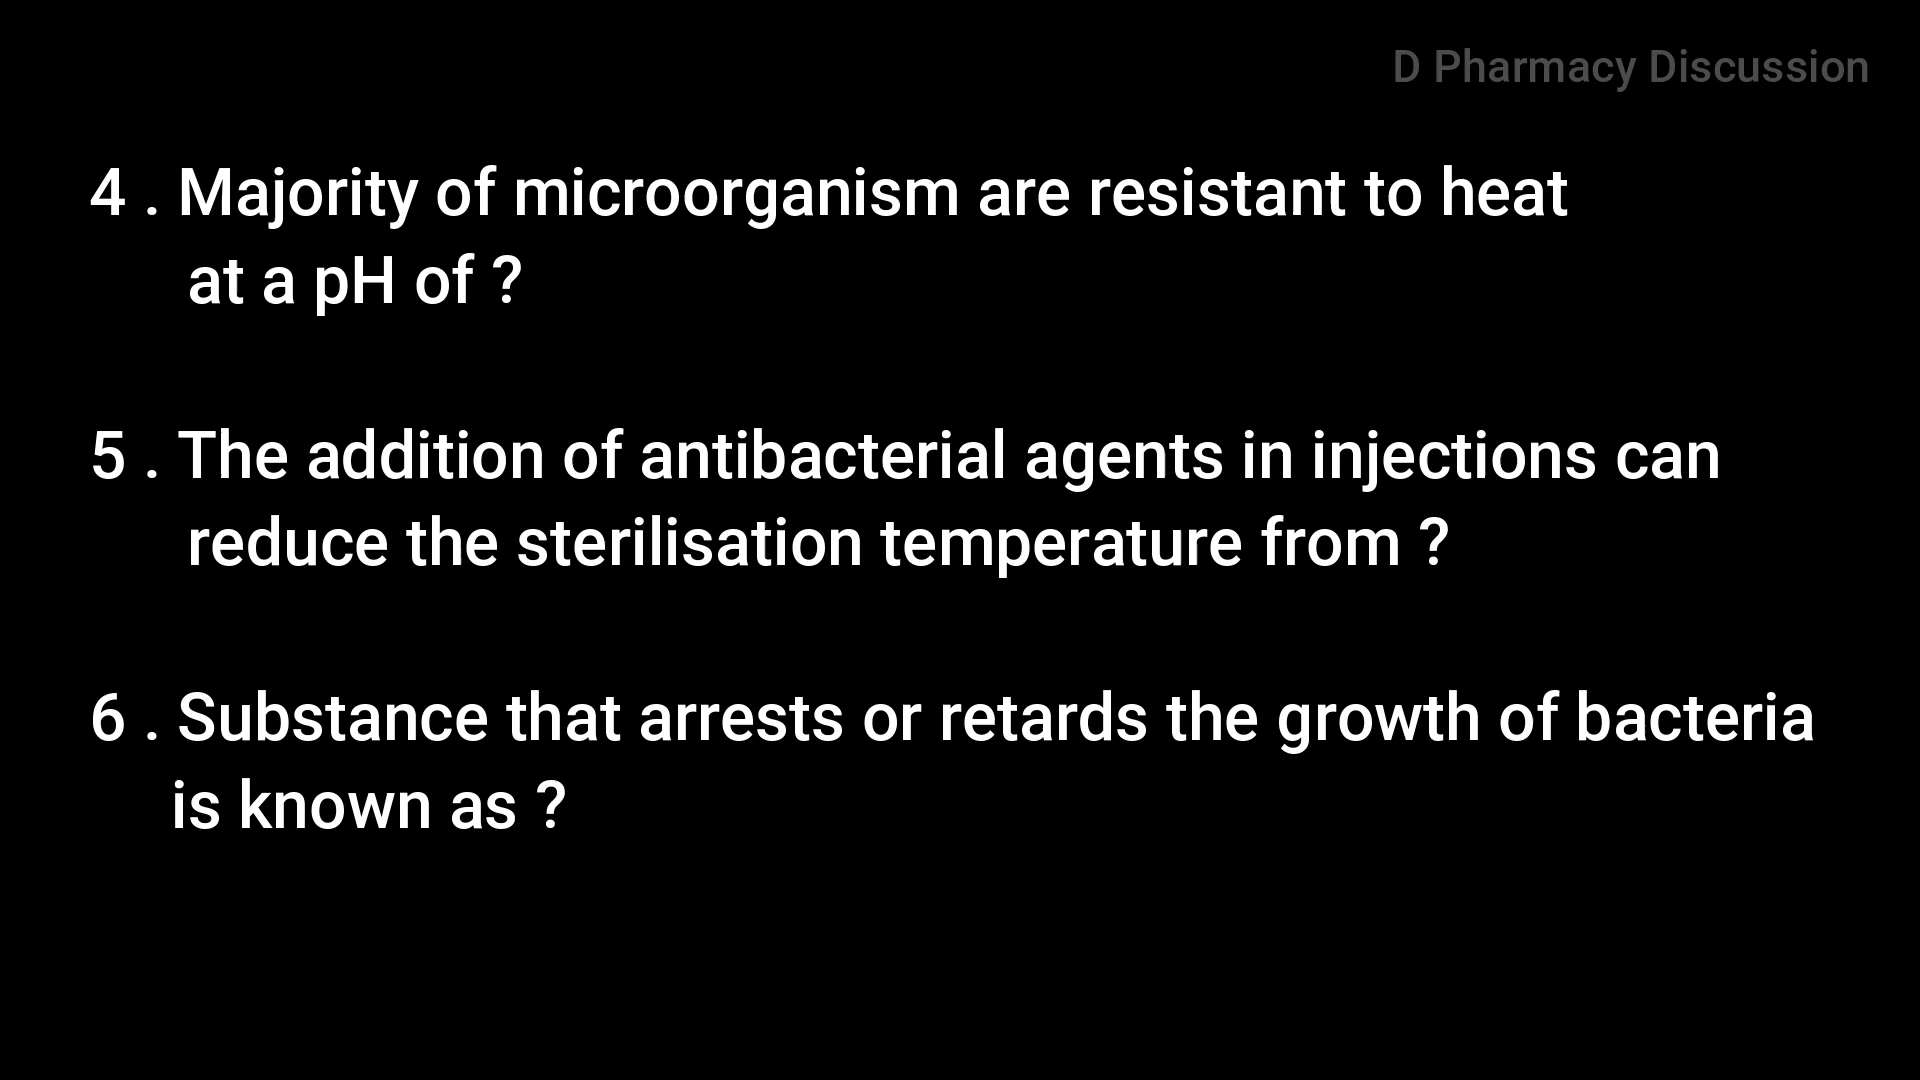 D Pharmacy Discussion
4 . Majority of microorganism are resistant to heat
at a pH of ?
5 . The addition of antibacterial agents in injections can
reduce the sterilisation temperature from ?
6 . Substance that arrests or retards the growth of bacteria
is known as ?